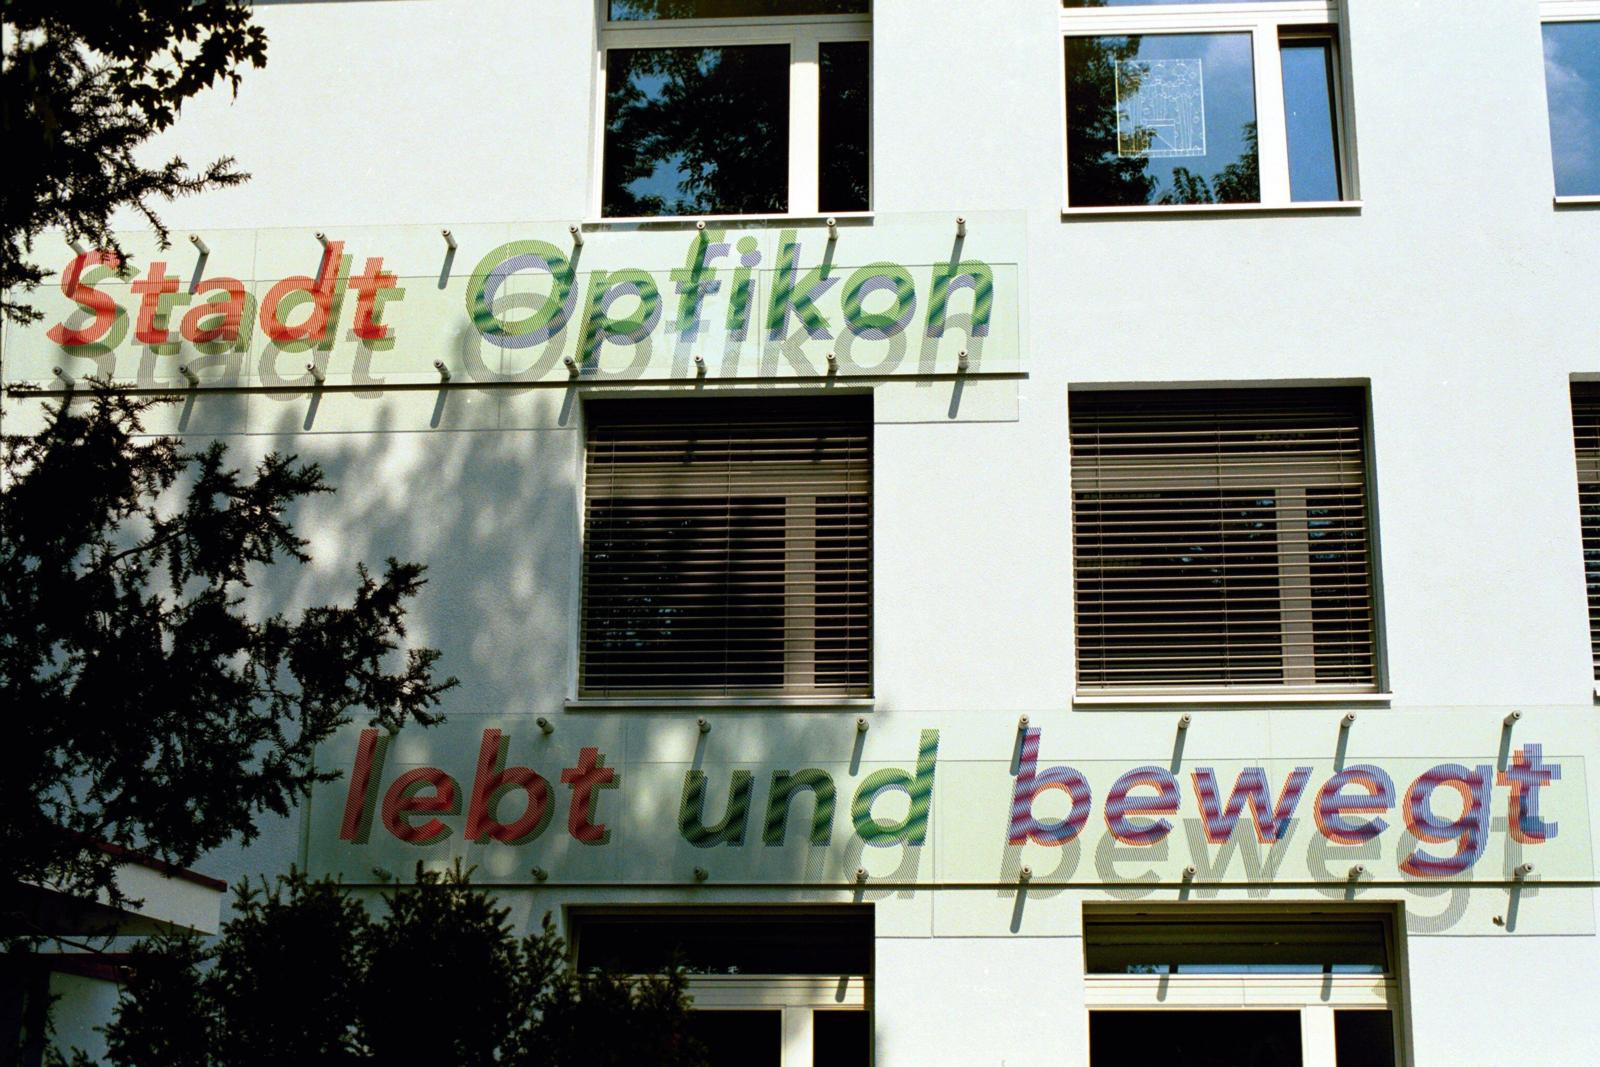 Stadt Opfikon
lebt und bewegt